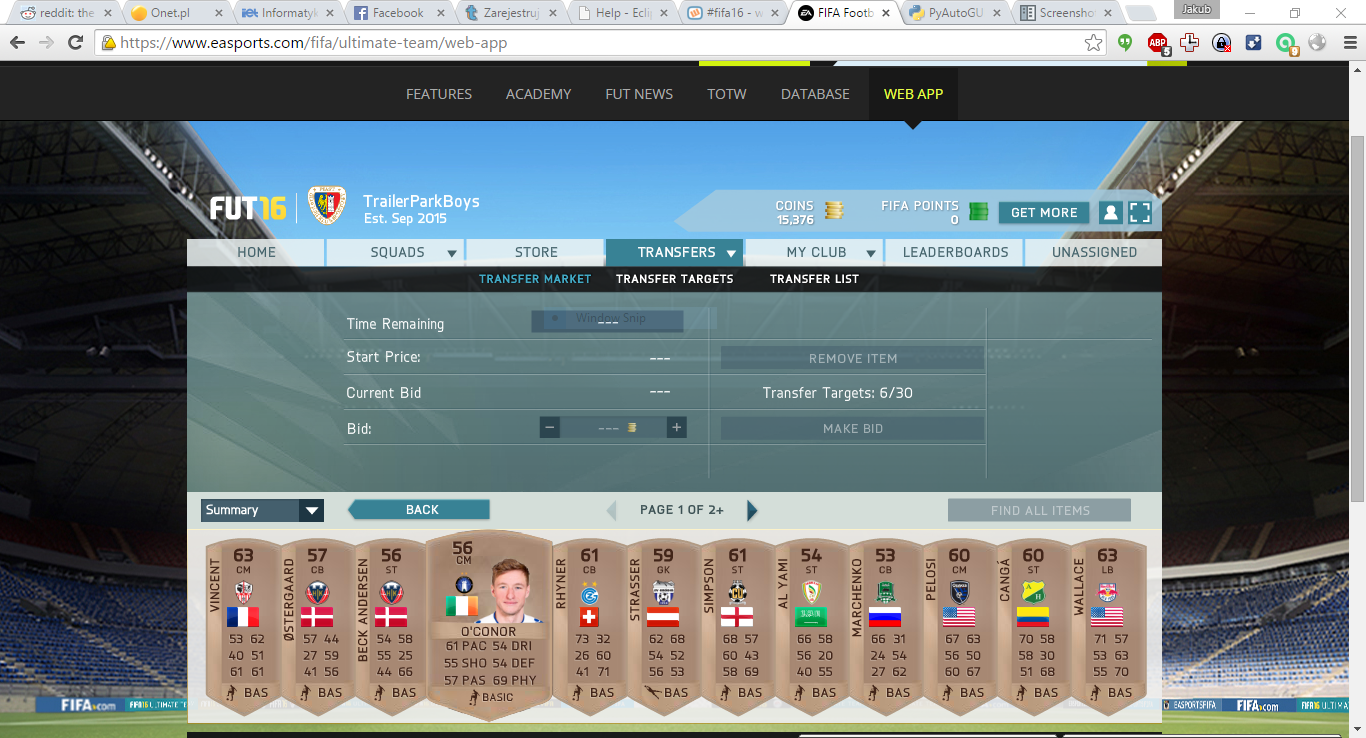 reddit: the
Onet.pl
Informatyk
Facebook
Zarejestruj
Help - Ecli
#fifa16 - w
FIFA Footb
PyAutoGU
Screensho
Jakub
https://www.easports.com/fifa/ultimate-team/web-app
FEATURES ACADEMY FUT NEWS TOTW DATABASE WEB APP
FUT16
TrailerParkBoys
Est. Sep 2015
COINS
15,376
FIFA POINTS
0
GET MORE
HOME SQUADS STORE TRANSFERS MY CLUB LEADERBOARDS UNASSIGNED
TRANSFER MARKET TRANSFER TARGETS TRANSFER LIST
Time Remaining ---
Window Snip
Start Price: ---
REMOVE ITEM
Current Bid ---
Transfer Targets: 6/30
Bid: − --- +
MAKE BID
Summary
BACK
PAGE 1 OF 2+
FIND ALL ITEMS
VINCENT
63
CM
53 62
40 51
61 61
BAS
ØSTERGAARD
57
CB
57 44
27 59
41 56
BAS
BECK ANDERSEN
56
ST
54 58
55 25
44 66
BAS
56
CM
O'CONOR
61 PAC 54 DRI
55 SHO 54 DEF
57 PAS 69 PHY
BASIC
RHYNER
61
CB
73 32
26 60
41 71
BAS
STRASSER
59
GK
62 68
54 52
56 53
BAS
SIMPSON
61
ST
68 57
60 43
58 69
BAS
AL YAMI
54
ST
66 58
56 20
40 55
BAS
MARCHENKO
53
CB
66 31
24 54
27 62
BAS
PELOSI
60
CM
67 63
50 56
60 67
BAS
CANGÁ
60
ST
70 58
58 30
51 68
BAS
WALLACE
63
LB
71 57
53 63
55 70
BAS
FIFA.com
FIFA16 ULTIMATE TE
EASPORTSFIFA
FIFA.com
FIFA16 ULTIMA